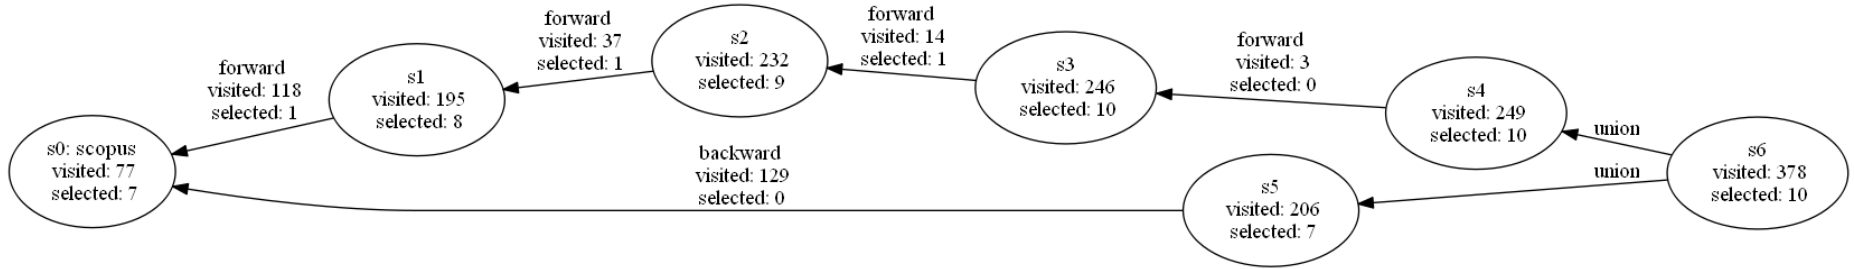 forward
visited: 118
selected: 1
forward
visited: 37
selected: 1
forward
visited: 14
selected: 1
forward
visited: 3
selected: 0
s0: scopus
visited: 77
selected: 7
s1
visited: 195
selected: 8
s2
visited: 232
selected: 9
s3
visited: 246
selected: 10
s4
visited: 249
selected: 10
union
union
s6
visited: 378
selected: 10
backward
visited: 129
selected: 0
s5
visited: 206
selected: 7